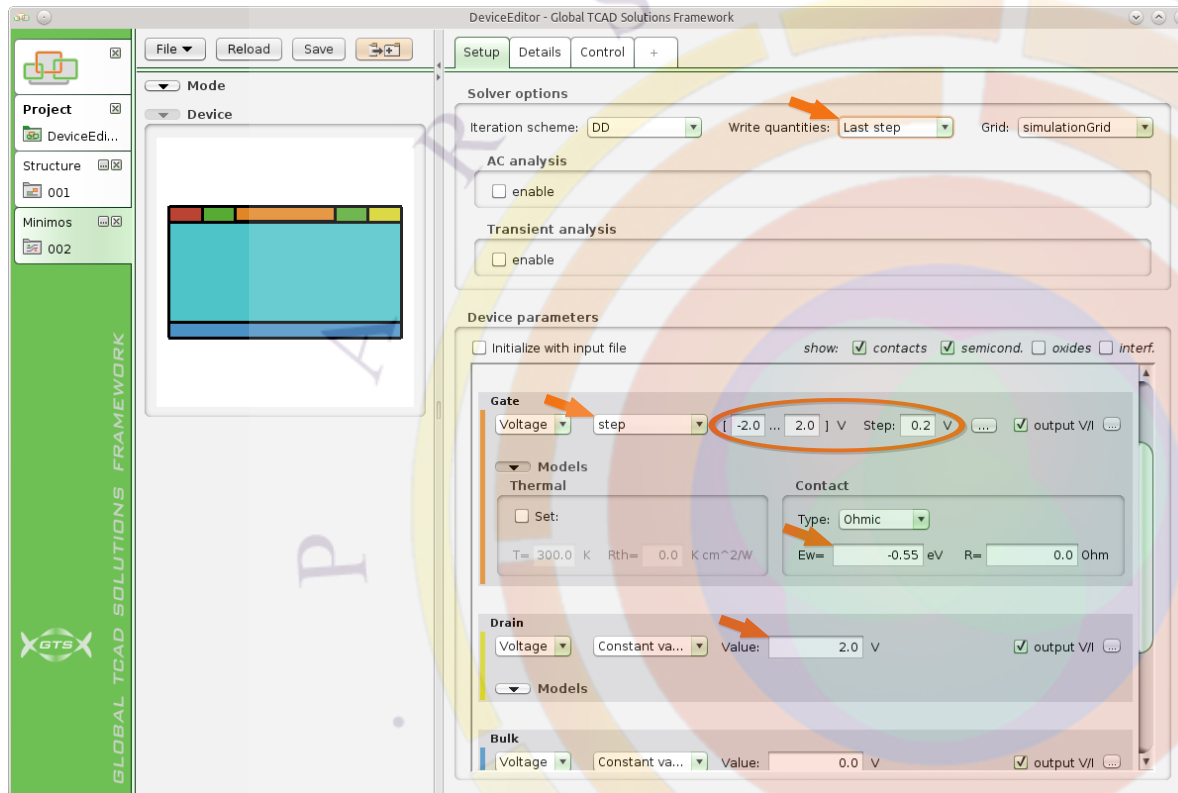 DeviceEditor - Global TCAD Solutions Framework
File Reload Save
Setup Details Control +
Mode
Device
Project
DeviceEdi...
Structure
001
Minimos
002
GLOBAL TCAD SOLUTIONS FRAMEWORK
GTS
Solver options
Iteration scheme: DD Write quantities: Last step Grid: simulationGrid
AC analysis
enable
Transient analysis
enable
Device parameters
Initialize with input file show: contacts semicond. oxides interf.
Gate
Voltage step [ -2.0 ... 2.0 ] V Step: 0.2 V ... output V/I ...
Models
Thermal Contact
Set: Type: Ohmic
T= 300.0 K Rth= 0.0 K cm^2/W Ew= -0.55 eV R= 0.0 Ohm
Drain
Voltage Constant va... Value: 2.0 V output V/I ...
Models
Bulk
Voltage Constant va... Value: 0.0 V output V/I ...
. P A R S